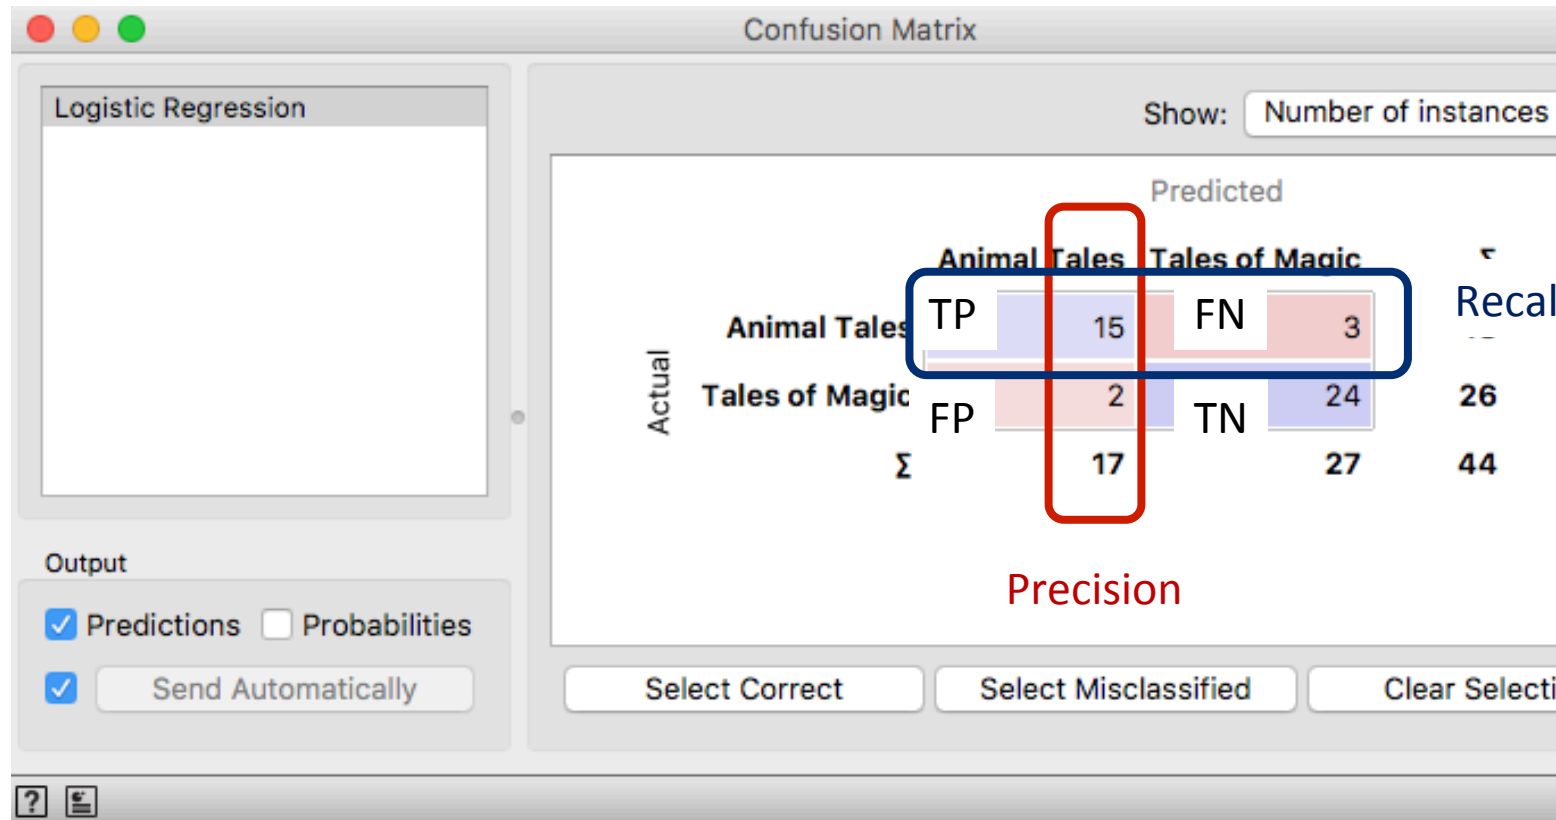 Confusion Matrix
Logistic Regression
Show: Number of instances
Predicted
Animal Tales Tales of Magic
Recal
Animal Tales TP 15 FN 3
Actual
Tales of Magic FP 2 TN 24 26
Σ 17 27 44
Precision
Output
Predictions Probabilities
Send Automatically
Select Correct Select Misclassified Clear Selecti
?